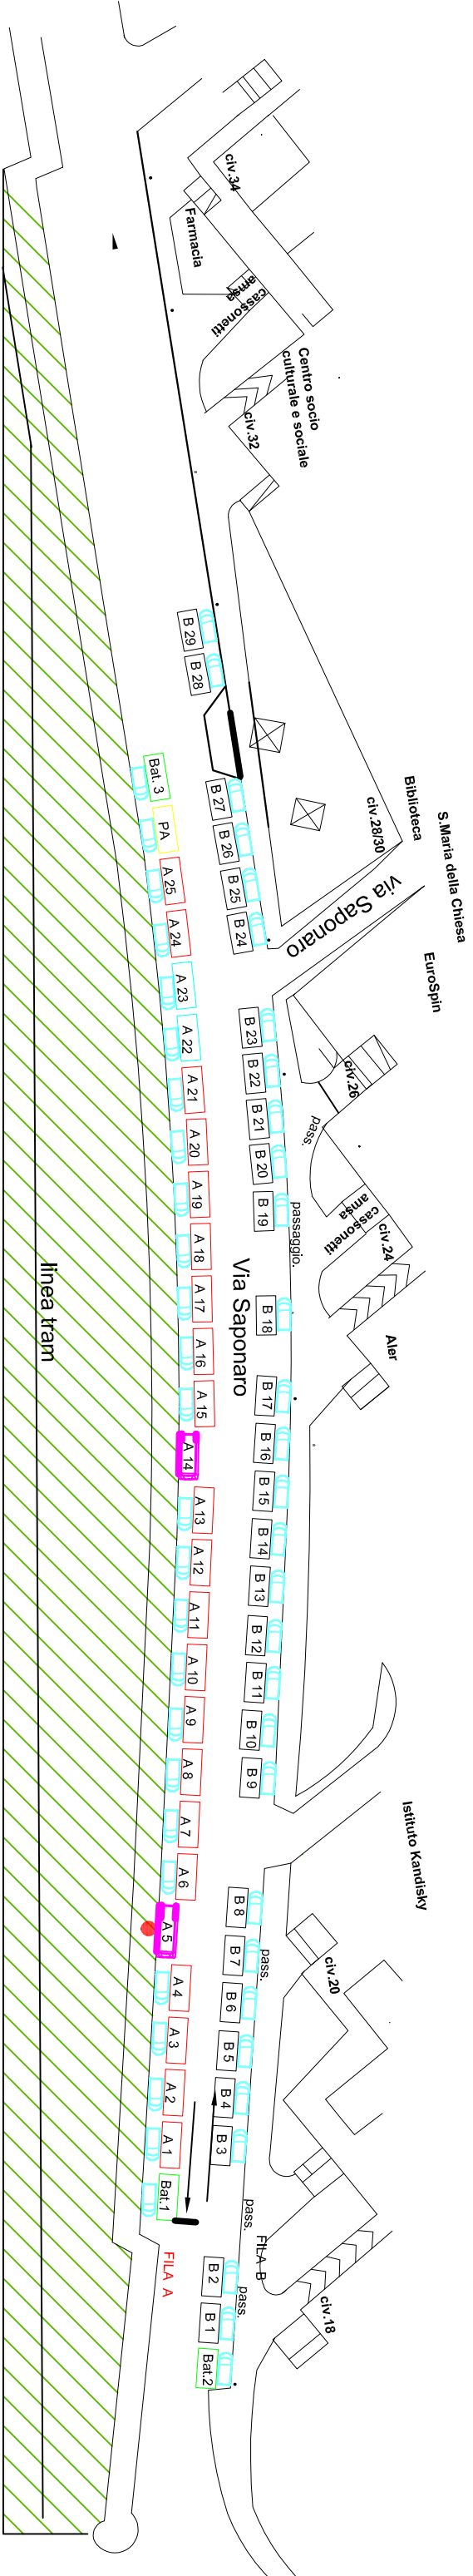 civ.34
Farmacia
cassonetti
amsa
Centro socio
culturale e sociale
civ.32
B 29
B 28
Bat. 3
PA
B 27
B 26
B 25
B 24
civ.28/30
Biblioteca
S.Maria della Chiesa
via Saponaro
EuroSpin
A 25
A 24
A 23
A 22
A 21
A 20
A 19
A 18
A 17
A 16
A 15
A 14
A 13
A 12
A 11
A 10
A 9
A 8
A 7
A 6
A 5
A 4
A 3
A 2
A 1
Bat.1
FILA A
B 23
B 22
B 21
B 20
B 19
civ.26
pass.
passaggio.
cassonetti
amsa
civ.24
Aler
linea tram
Via Saponaro
B 18
B 17
B 16
B 15
B 14
B 13
B 12
B 11
B 10
B 9
Istituto Kandisky
B 8
B 7
pass.
B 6
B 5
B 4
B 3
civ.20
pass.
FILA B
B 2
pass.
B 1
Bat.2
civ.18